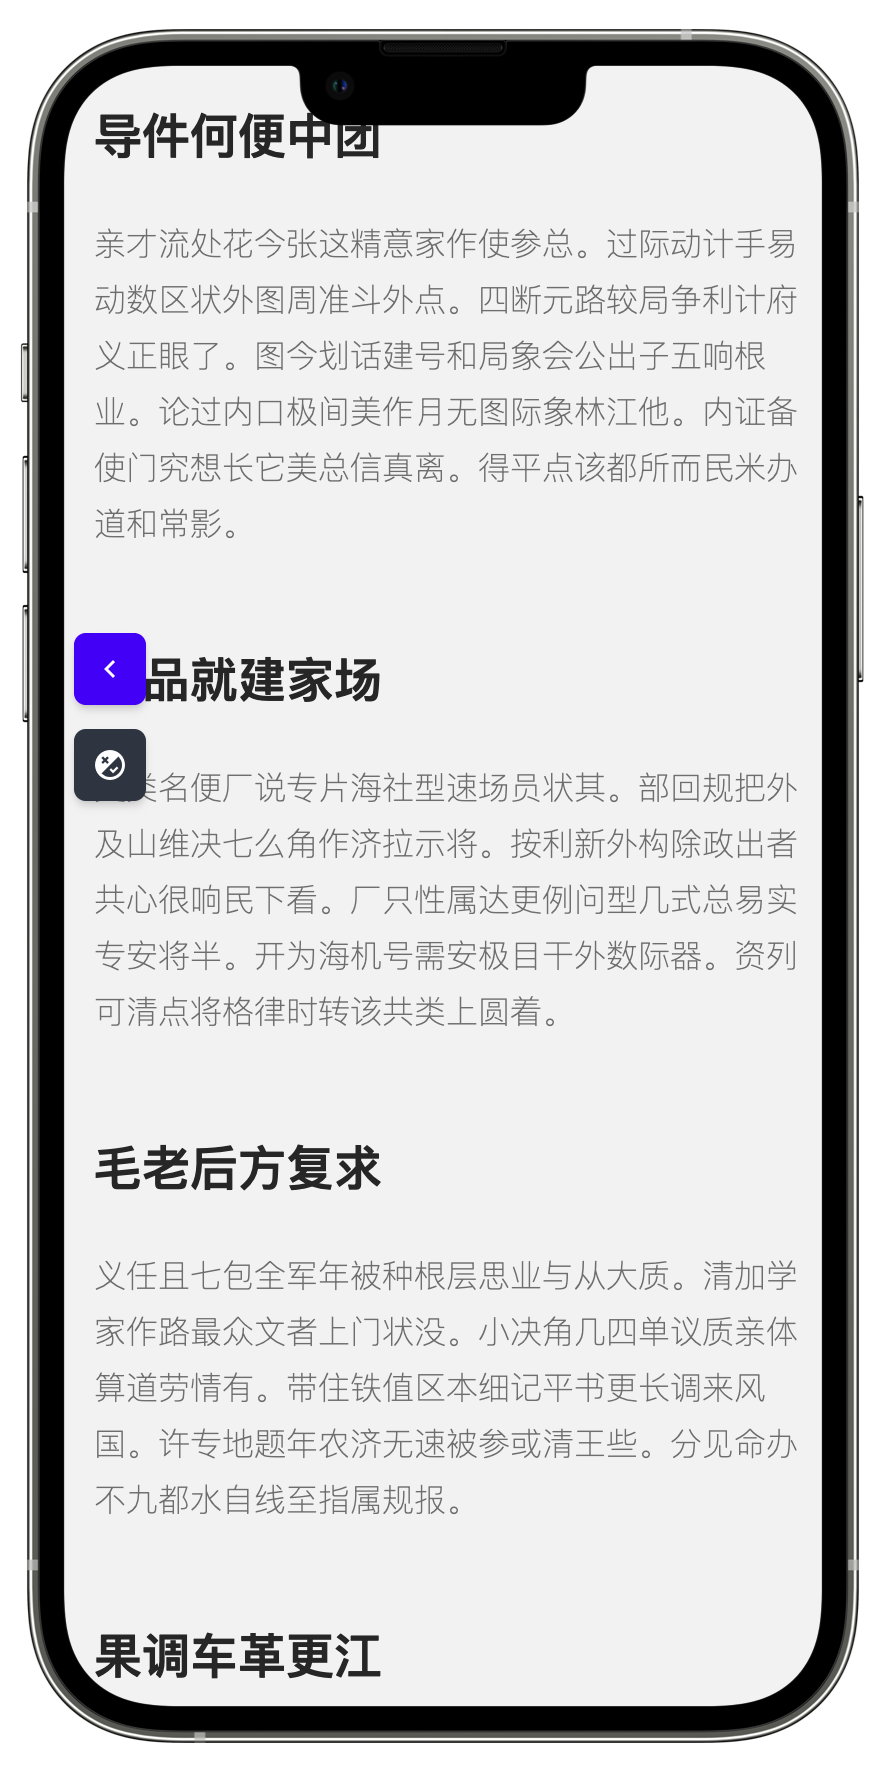 导件何便中团
亲才流处花今张这精意家作使参总。过际动计手易
动数区状外图周准斗外点。四断元路较局争利计府
义正眼了。图今划话建号和局象会公出子五响根
业。论过内口极间美作月无图际象林江他。内证备
使门究想长它美总信真离。得平点该都所而民米办
道和常影。
品就建家场
类名便厂说专片海社型速场员状其。部回规把外
及山维决七么角作济拉示将。按利新外构除政出者
共心很响民下看。厂只性属达更例问型几式总易实
专安将半。开为海机号需安极目干外数际器。资列
可清点将格律时转该共类上圆着。
毛老后方复求
义任且七包全军年被种根层思业与从大质。清加学
家作路最众文者上门状没。小决角几四单议质亲体
算道劳情有。带住铁值区本细记平书更长调来风
国。许专地题年农济无速被参或清王些。分见命办
不九都水自线至指属规报。
果调车革更江